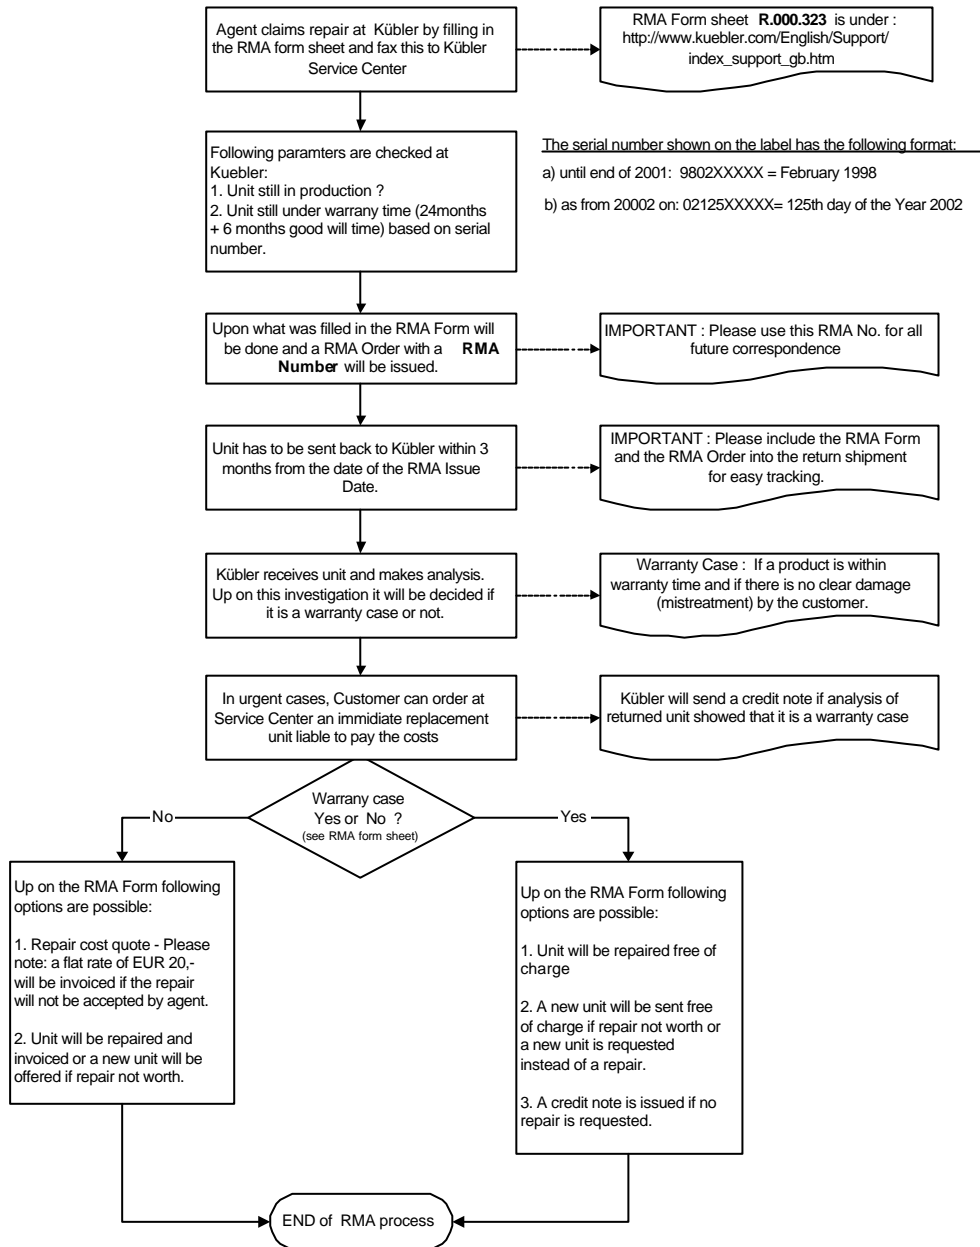 Agent claims repair at Kübler by filling in
the RMA form sheet and fax this to Kübler
Service Center
RMA Form sheet R.000.323 is under :
http://www.kuebler.com/English/Support/
index_support_gb.htm
Following paramters are checked at
Kuebler:
1. Unit still in production ?
2. Unit still under warrany time (24months
+ 6 months good will time) based on serial
number.
The serial number shown on the label has the following format:
a) until end of 2001: 9802XXXXX = February 1998
b) as from 20002 on: 02125XXXXX= 125th day of the Year 2002
Upon what was filled in the RMA Form will
be done and a RMA Order with a RMA
Number will be issued.
IMPORTANT : Please use this RMA No. for all
future correspondence
Unit has to be sent back to Kübler within 3
months from the date of the RMA Issue
Date.
IMPORTANT : Please include the RMA Form
and the RMA Order into the return shipment
for easy tracking.
Kübler receives unit and makes analysis.
Up on this investigation it will be decided if
it is a warranty case or not.
Warranty Case : If a product is within
warranty time and if there is no clear damage
(mistreatment) by the customer.
In urgent cases, Customer can order at
Service Center an immidiate replacement
unit liable to pay the costs
Kübler will send a credit note if analysis of
returned unit showed that it is a warranty case
Warrany case
Yes or No ?
(see RMA form sheet)
No
Yes
Up on the RMA Form following
options are possible:
1. Repair cost quote - Please
note: a flat rate of EUR 20,-
will be invoiced if the repair
will not be accepted by agent.
2. Unit will be repaired and
invoiced or a new unit will be
offered if repair not worth.
Up on the RMA Form following
options are possible:
1. Unit will be repaired free of
charge
2. A new unit will be sent free
of charge if repair not worth or
a new unit is requested
instead of a repair.
3. A credit note is issued if no
repair is requested.
END of RMA process